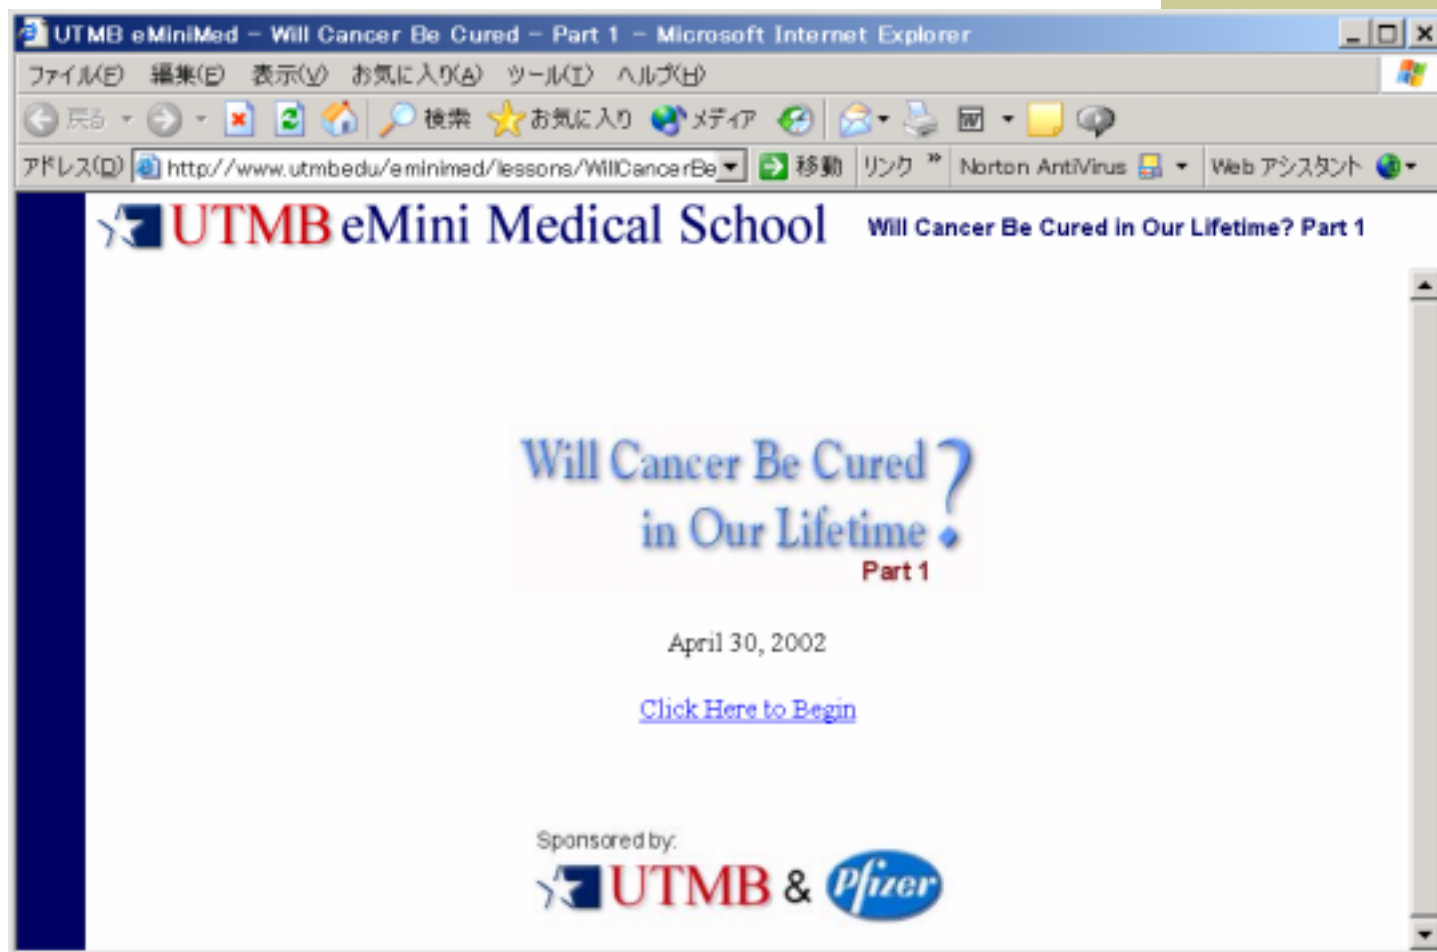 UTMB eMiniMed - Will Cancer Be Cured - Part 1 - Microsoft Internet Explorer
ファイル(F) 編集(E) 表示(V) お気に入り(A) ツール(T) ヘルプ(H)
戻る 検索 お気に入り メディア
アドレス(D) http://www.utmb.edu/eminimed/lessons/WillCancerBe 移動 リンク » Norton AntiVirus Web アシスタント
UTMB eMini Medical School Will Cancer Be Cured in Our Lifetime? Part 1
Will Cancer Be Cured
in Our Lifetime?
Part 1
April 30, 2002
Click Here to Begin
Sponsored by:
UTMB & Pfizer